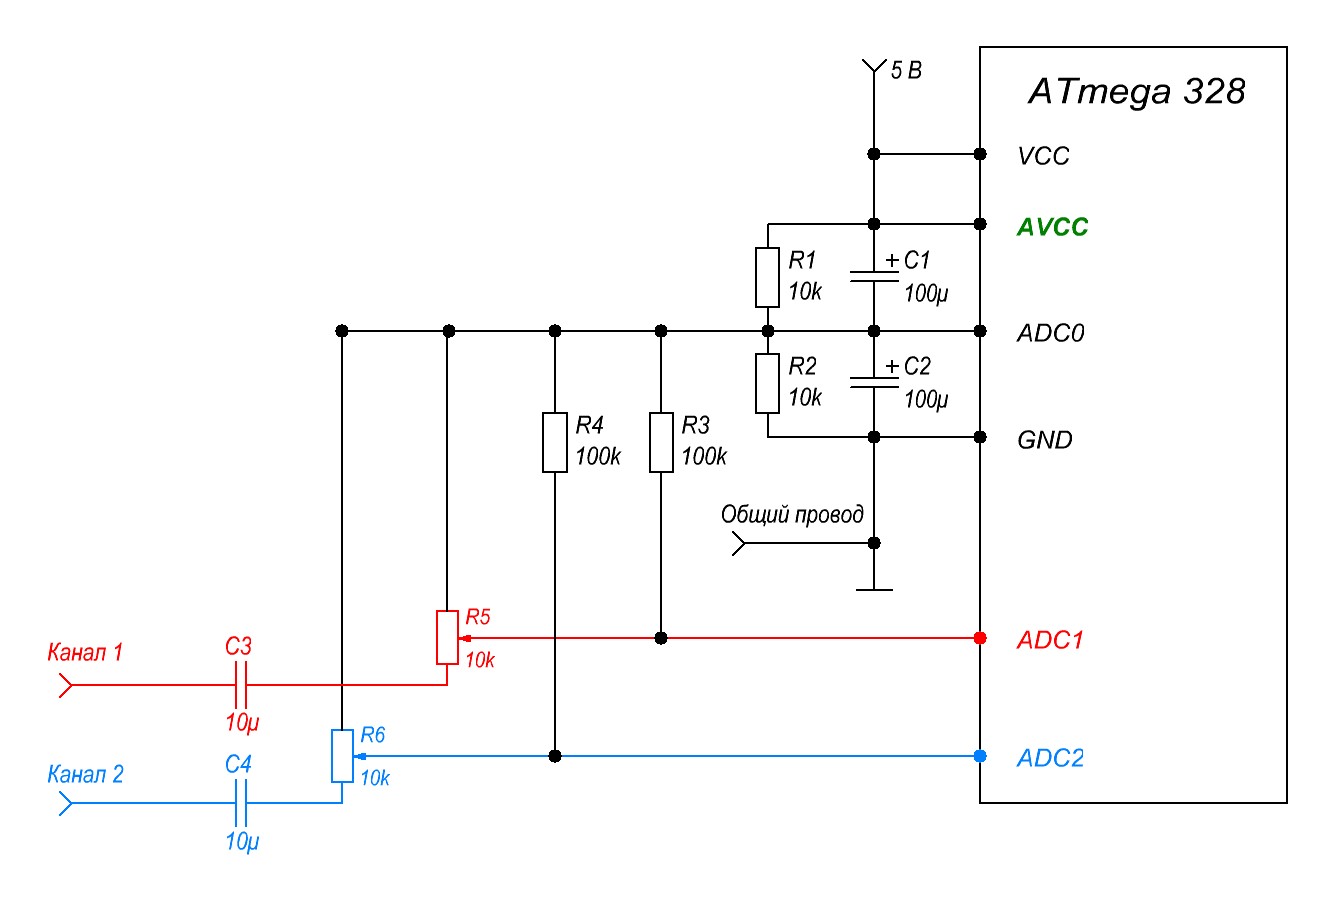 5 В
ATmega 328
VCC
AVCC
R1
10k
+ C1
100µ
ADC0
R2
10k
+ C2
100µ
R4
100k
R3
100k
GND
Общий провод
R5
10k
ADC1
Канал 1
C3
10µ
R6
10k
ADC2
Канал 2
C4
10µ